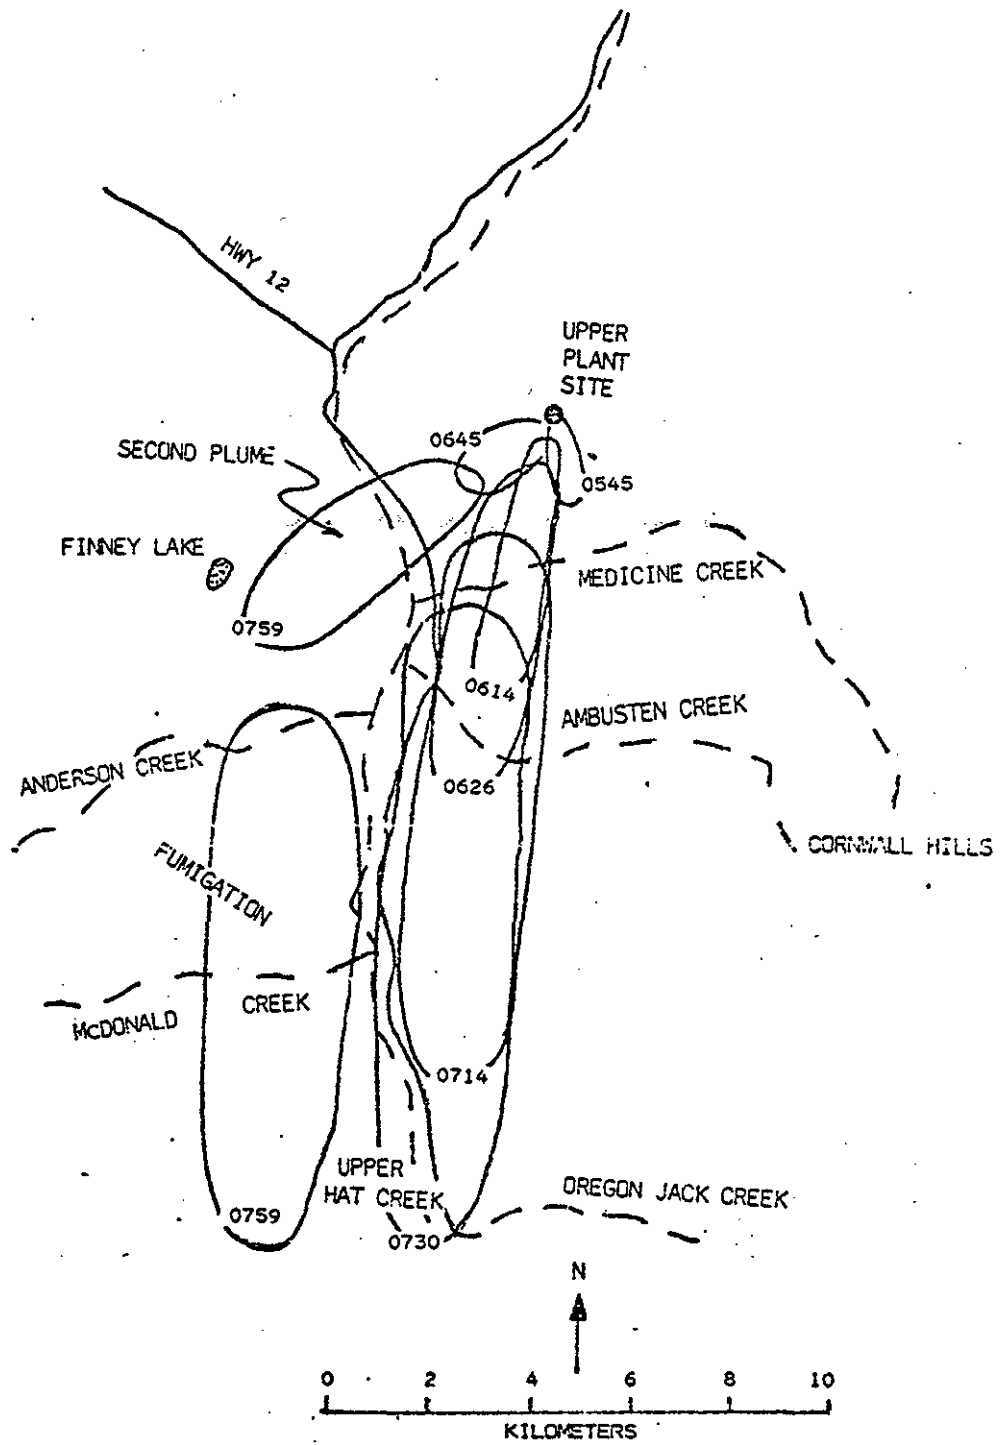 HWY 12
UPPER
PLANT
SITE
0645
SECOND PLUME
0545
FINNEY LAKE
MEDICINE CREEK
0759
0614
AMBUSTEN CREEK
ANDERSON CREEK
0626
CORNWALL HILLS
FUMIGATION
McDONALD
CREEK
0714
UPPER
HAT CREEK
OREGON JACK CREEK
0759
0730
N
0 2 4 6 8 10
KILOMETERS